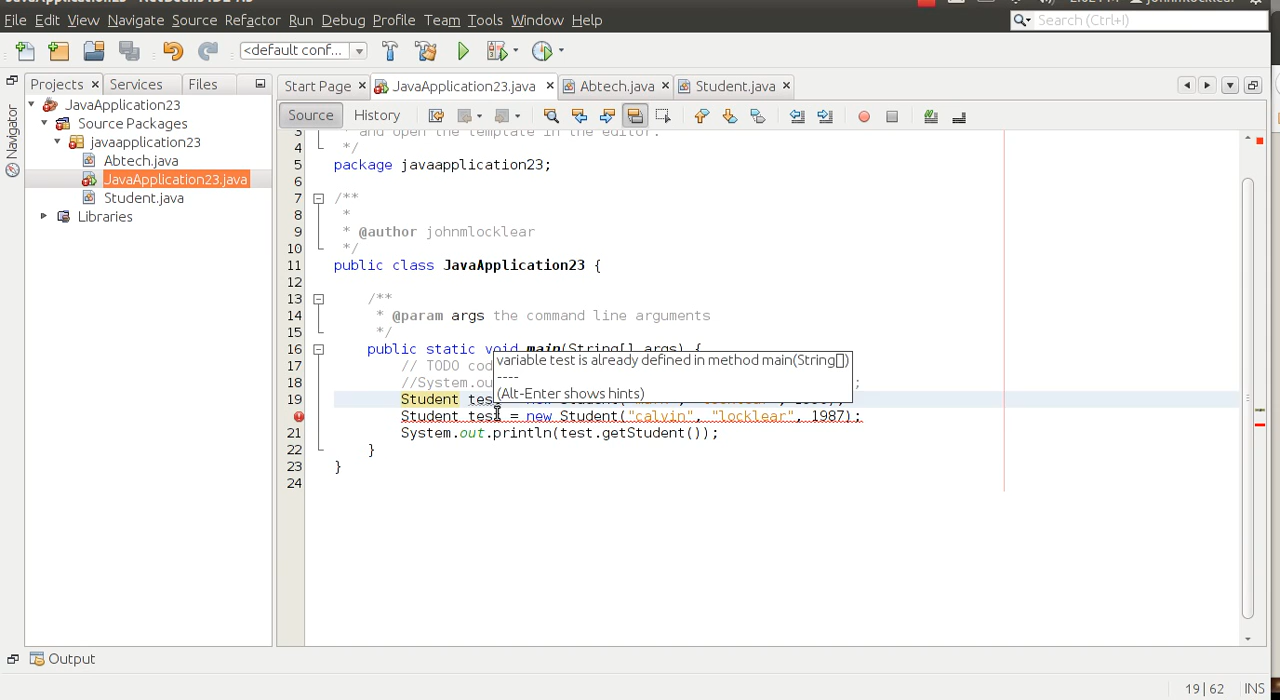 File Edit View Navigate Source Refactor Run Debug Profile Team Tools Window Help
Search (Ctrl+I)
<default conf...
Projects Services Files
Start Page JavaApplication23.java Abtech.java Student.java
Navigator
Source History
JavaApplication23
Source Packages
javaapplication23
Abtech.java
JavaApplication23.java
Student.java
Libraries
3 * and open the template in the editor.
4 */
5 package javaapplication23;
6
7 /**
8 *
9 * @author johnmlocklear
10 */
11 public class JavaApplication23 {
12
13 /**
14 * @param args the command line arguments
15 */
16 public static void main(String[] args) {
17 // TODO cod
18 //System.ou ;
variable test is already defined in method main(String[])
----
(Alt-Enter shows hints)
19 Student
Student test = new Student("calvin", "locklear", 1987);
21 System.out.println(test.getStudent());
22 }
23 }
24
Output
19|62 INS